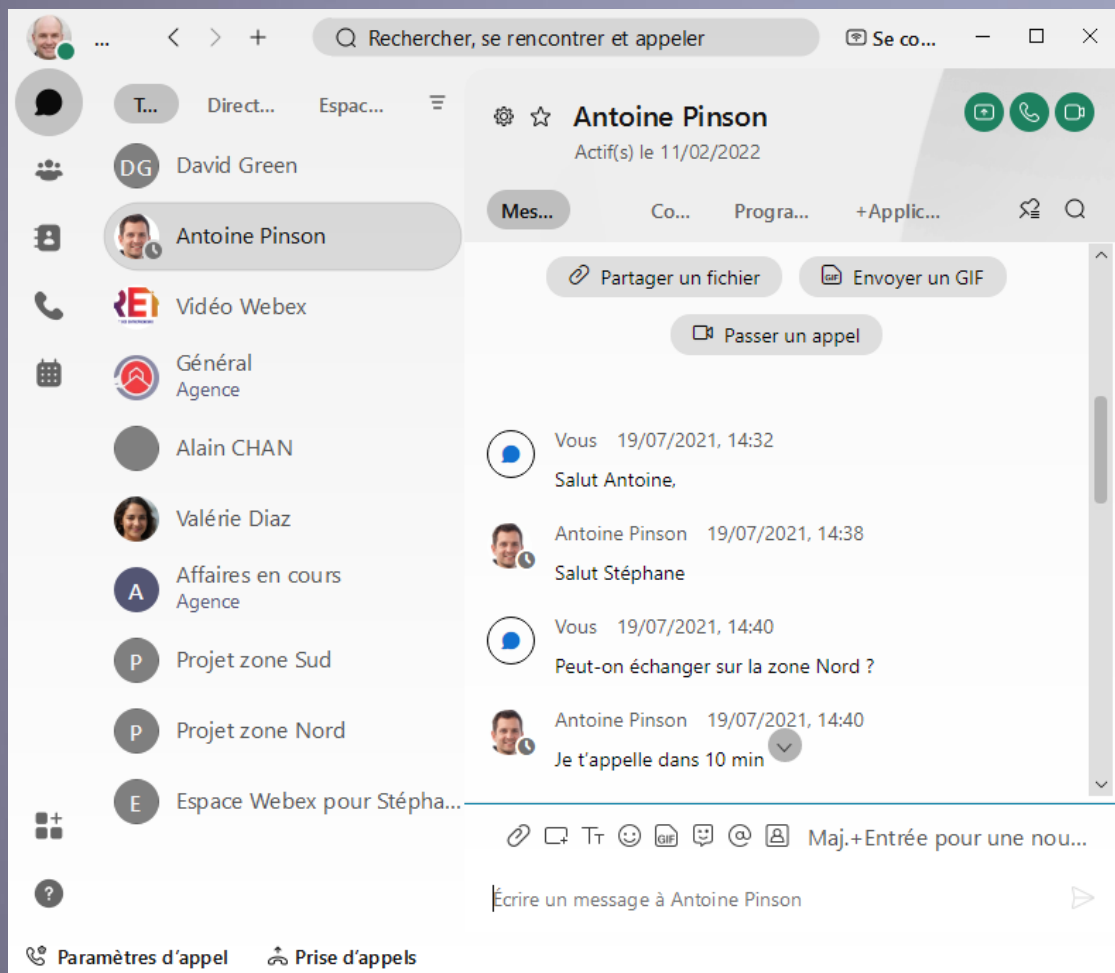 ...
Rechercher, se rencontrer et appeler
Se co...
T...
Direct...
Espac...
DG
David Green
Antoine Pinson
Vidéo Webex
Général
Agence
Alain CHAN
Valérie Diaz
A
Affaires en cours
Agence
P
Projet zone Sud
P
Projet zone Nord
E
Espace Webex pour Stépha...
Paramètres d'appel
Prise d'appels
Antoine Pinson
Actif(s) le 11/02/2022
Mes...
Co...
Progra...
+Applic...
Partager un fichier
GIF
Envoyer un GIF
Passer un appel
Vous 19/07/2021, 14:32
Salut Antoine,
Antoine Pinson 19/07/2021, 14:38
Salut Stéphane
Vous 19/07/2021, 14:40
Peut-on échanger sur la zone Nord ?
Antoine Pinson 19/07/2021, 14:40
Je t'appelle dans 10 min
GIF
Maj.+Entrée pour une nou...
Écrire un message à Antoine Pinson